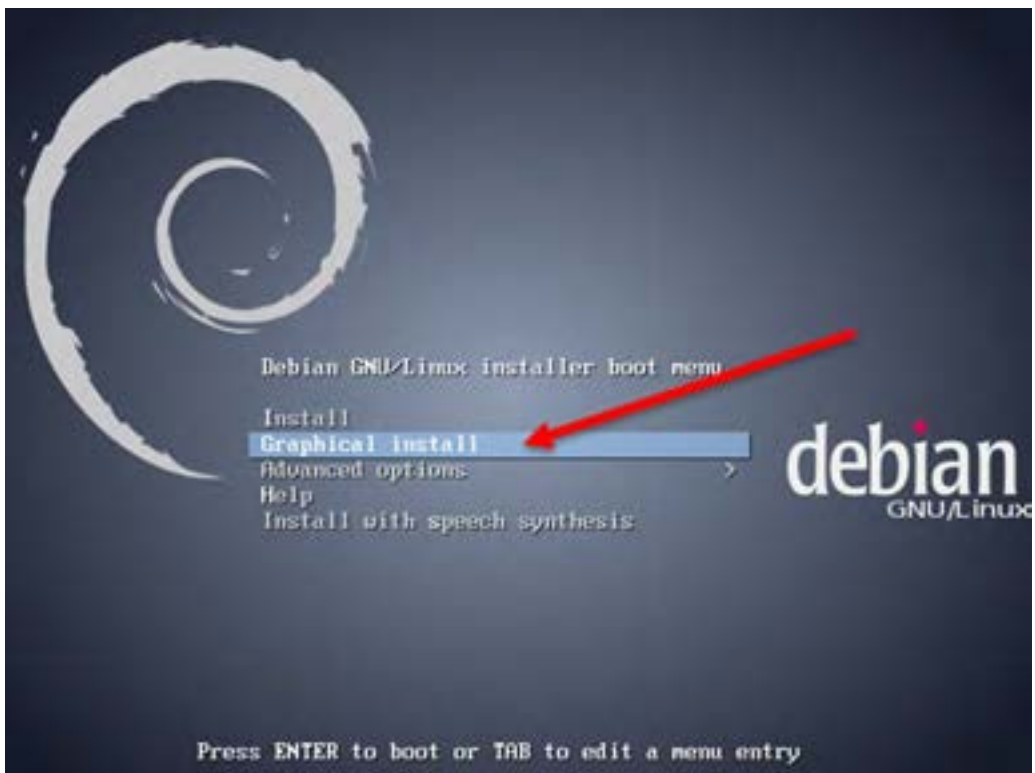 Debian GNU/Linux installer boot menu
Install
Graphical install
Advanced options >
Help
Install with speech synthesis
debian
GNU/Linux
Press ENTER to boot or TAB to edit a menu entry